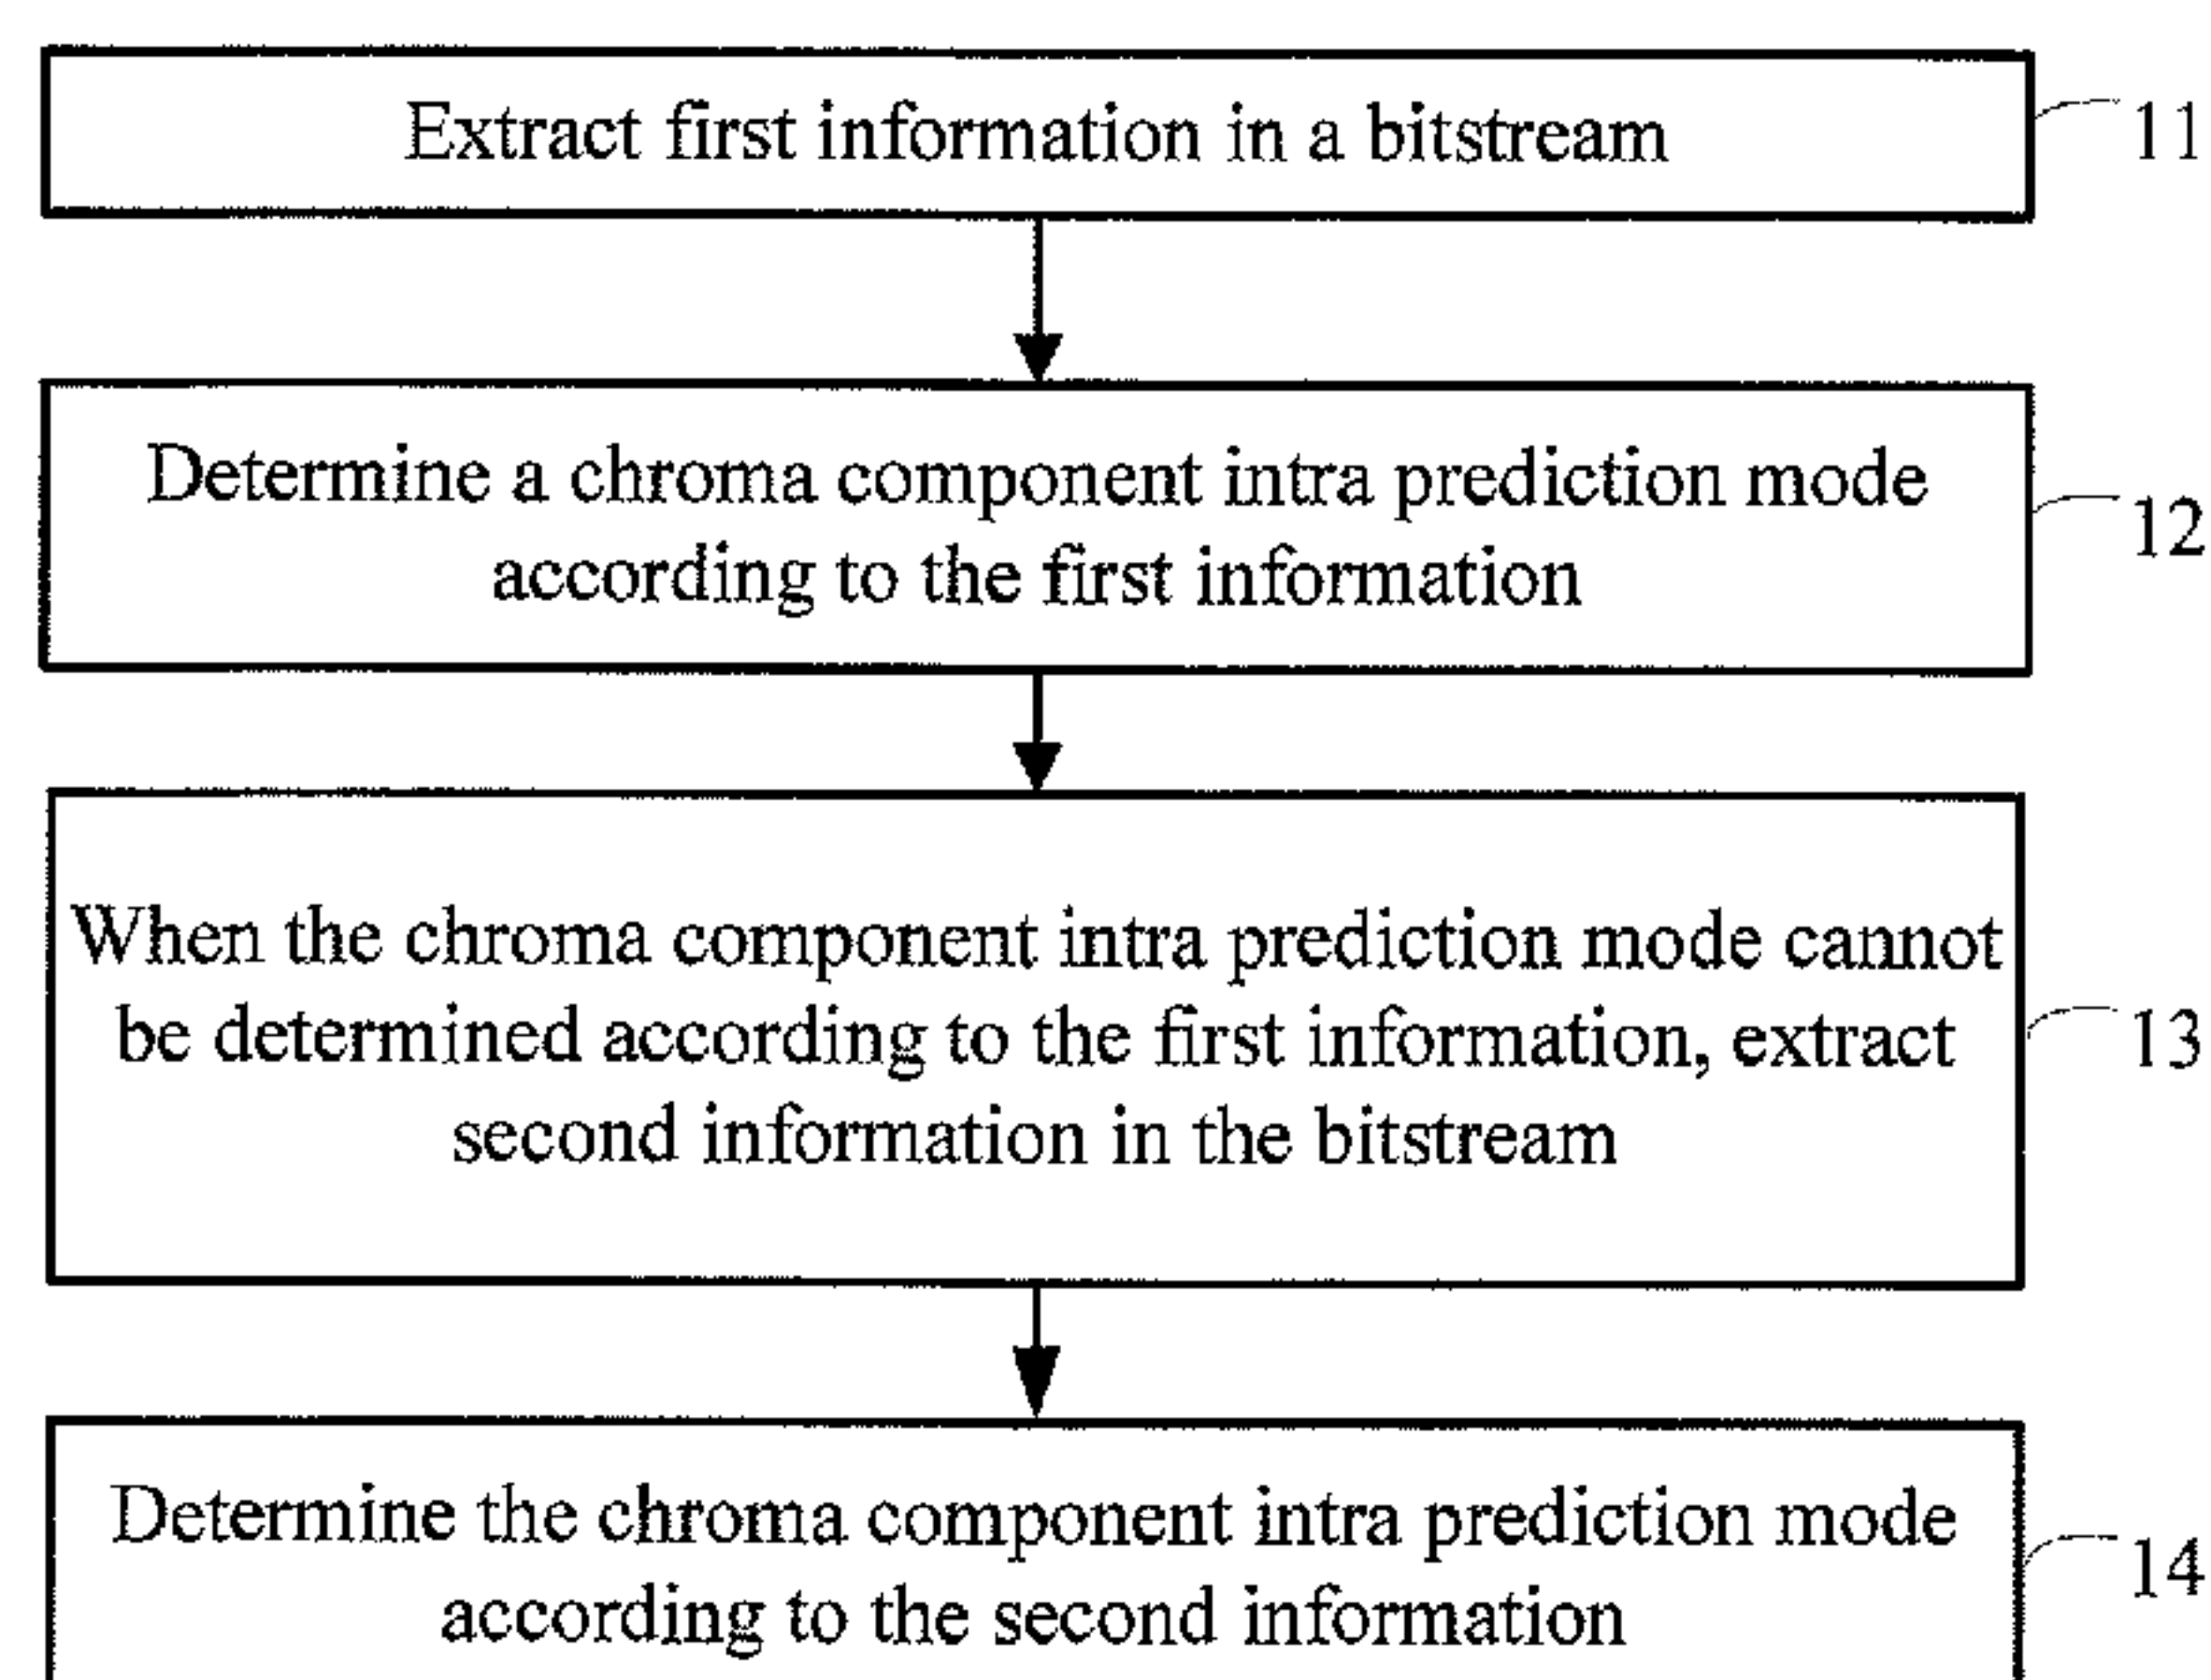 Extract first information in a bitstream
11
Determine a chroma component intra prediction mode
according to the first information
12
When the chroma component intra prediction mode cannot
be determined according to the first information, extract
second information in the bitstream
13
Determine the chroma component intra prediction mode
according to the second information
14